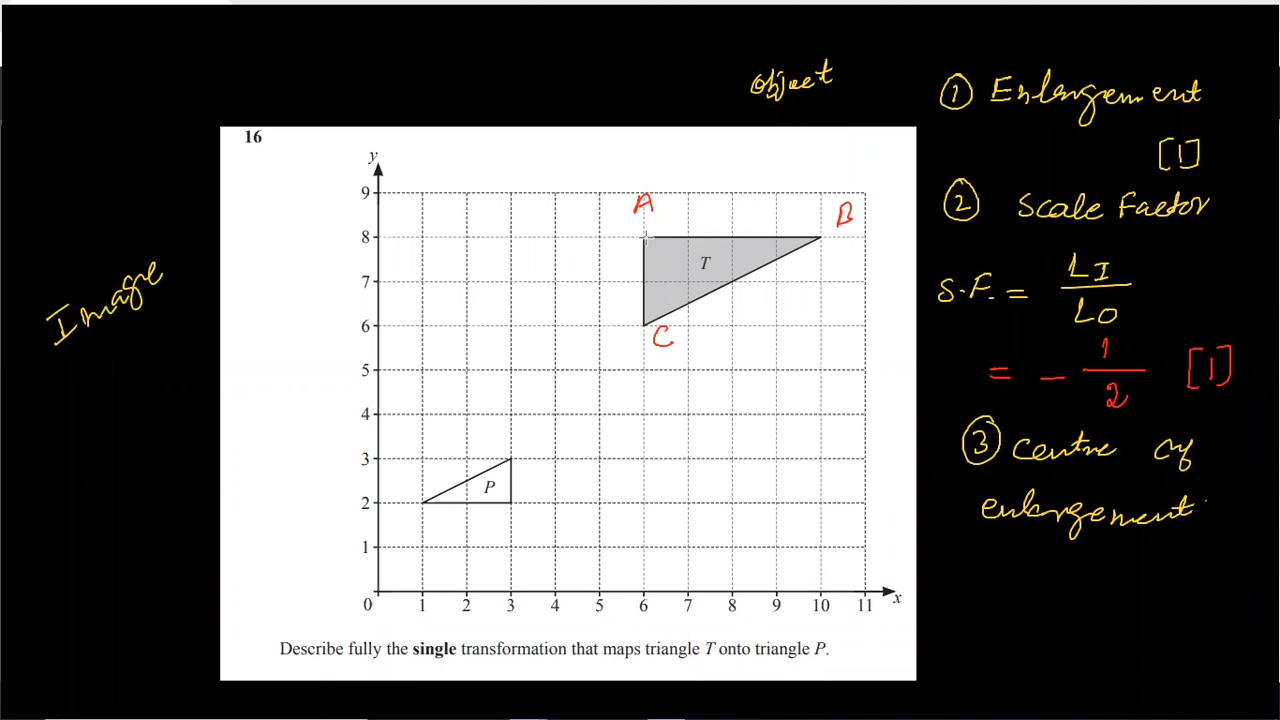 object
① Enlargement
[1]
② Scale Factor
S.F. = LI / LO
= - 1 / 2 [1]
③ Centre of
enlargement
Image
16
y
9
8
7
6
5
4
3
2
1
0 1 2 3 4 5 6 7 8 9 10 11 x
A
B
T
C
P
Describe fully the single transformation that maps triangle T onto triangle P.